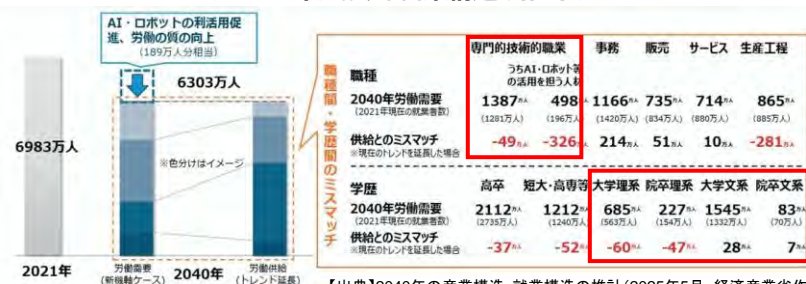 AI・ロボットの利活用促
進、労働の質の向上
(189万人分相当)
6303万人
6983万人
※色分けはイメージ
2021年
労働需要
(新機軸ケース)
2040年
労働供給
(トレンド延長)
職種間・学歴間のミスマッチ
専門的技術的職業 事務 販売 サービス 生産工程
職種
うちAI・ロボット等
の活用を担う人材
2040年労働需要 1387万人 498万人 1166万人 735万人 714万人 865万人
(2021年現在の就業者数) (1281万人) (196万人) (1420万人) (834万人) (880万人) (885万人)
供給とのミスマッチ -49万人 -326万人 214万人 51万人 10万人 -281万人
※現在のトレンドを延長した場合
学歴 高卒 短大・高専等 大学理系 院卒理系 大学文系 院卒文系
2040年労働需要 2112万人 1212万人 685万人 227万人 1545万人 83万人
(2021年現在の就業者数) (2735万人) (1240万人) (563万人) (154万人) (1332万人) (70万人)
供給とのミスマッチ -37万人 -52万人 -60万人 -47万人 28万人 7万人
※現在のトレンドを延長した場合
【出典】2040年の産業構造・就業構造の推計(2025年5月 経済産業省作